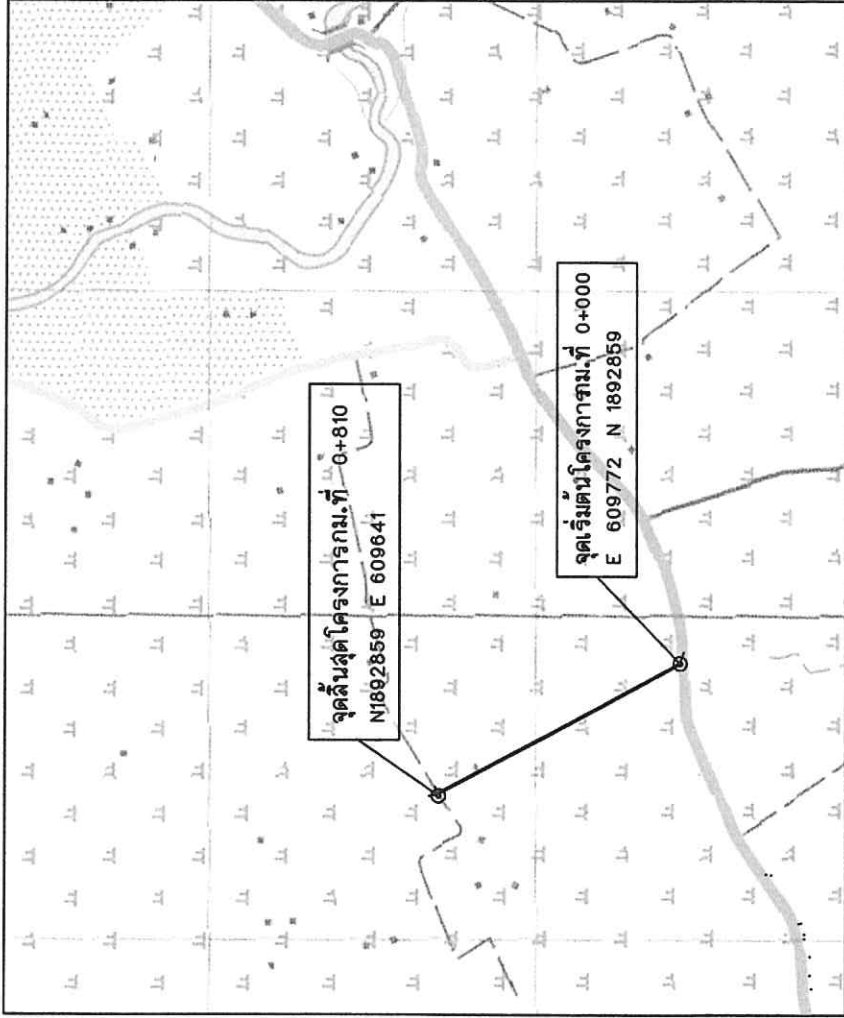 จุดสิ้นสุดโครงการกม.ที่ 0+810
N1892859 E 609641
จุดเริ่มต้นโครงการกม.ที่ 0+000
E 609772 N 1892859